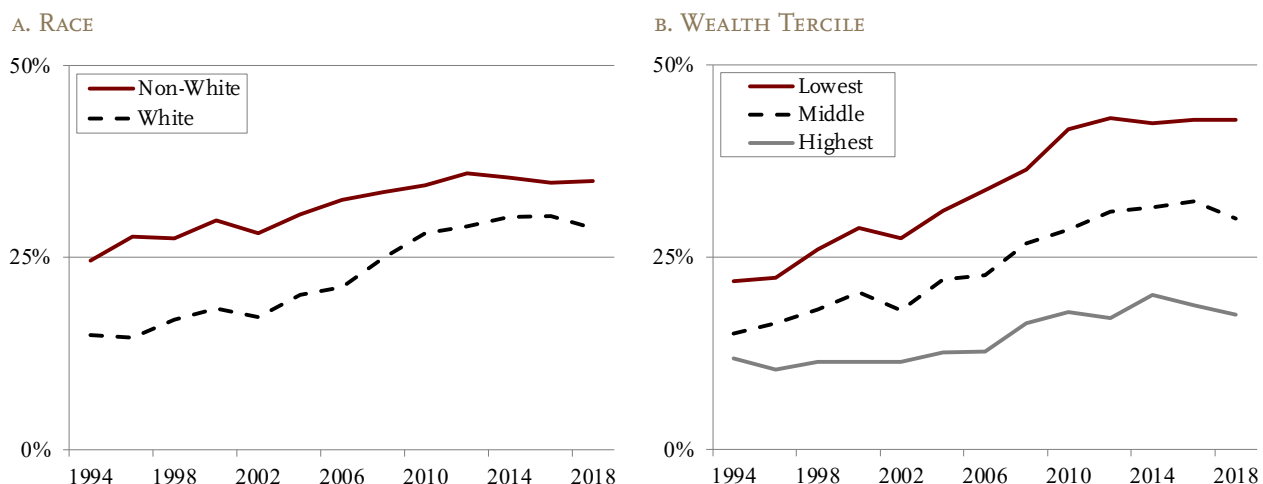 A. RACE
50%
25%
0%
Non-White
White
1994 1998 2002 2006 2010 2014 2018
B. WEALTH TERCILE
50%
25%
0%
Lowest
Middle
Highest
1994 1998 2002 2006 2010 2014 2018